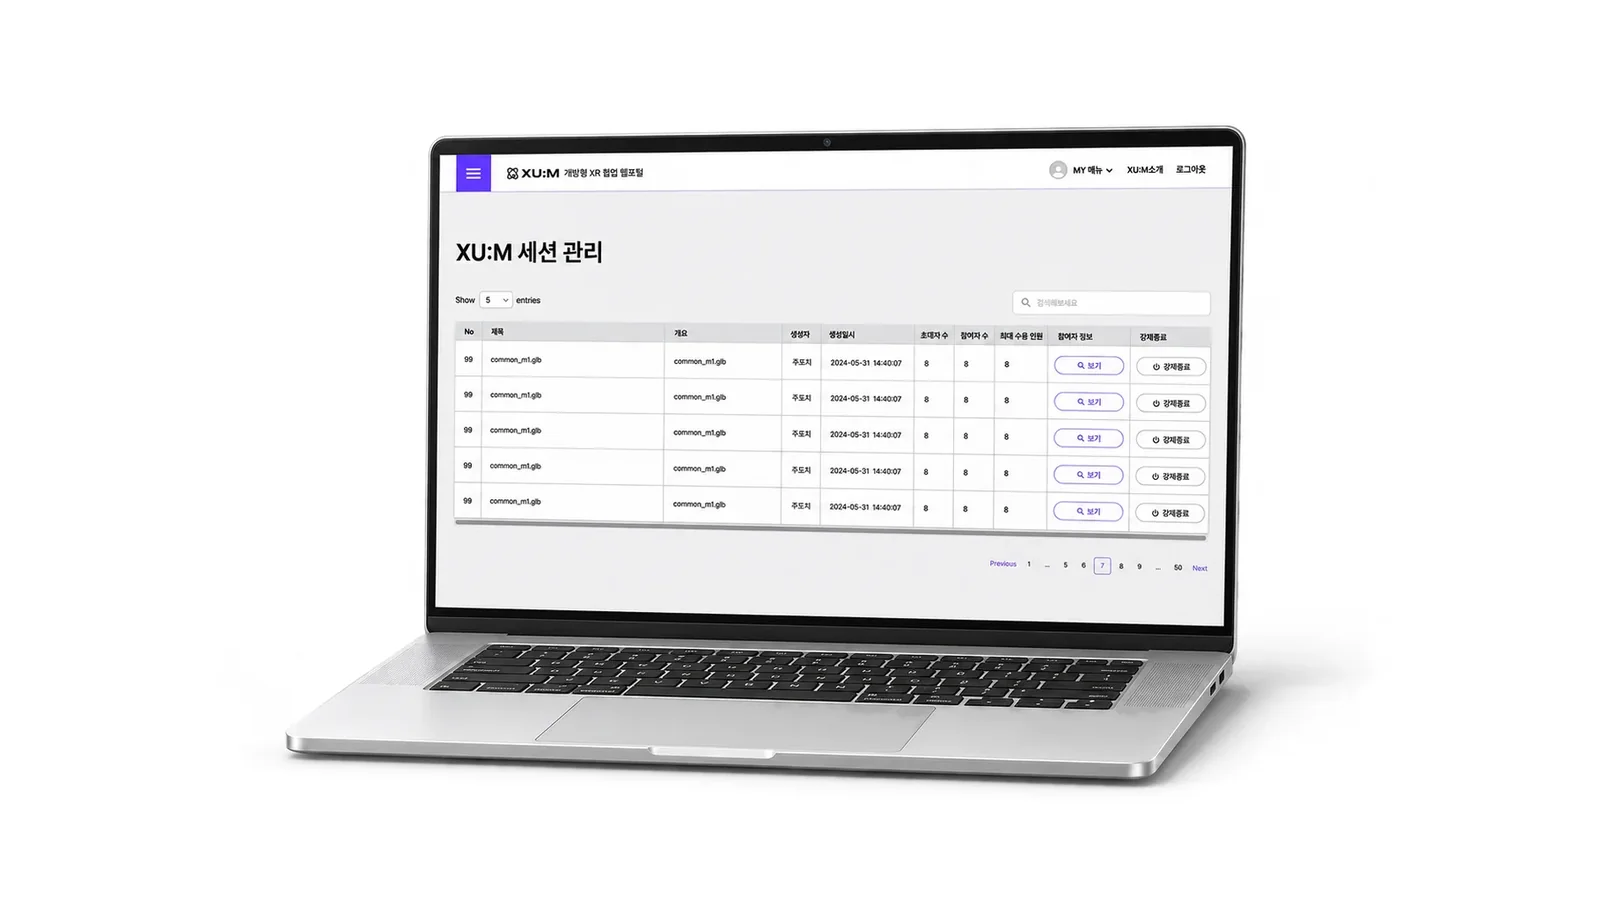 XU:M 개방형 XR 협업 웹포털
MY 메뉴 XU:M소개 로그아웃
XU:M 세션 관리
Show 5 entries
검색해보세요
No 제목 개요 생성자 생성일시 초대자 수 참여자 수 최대 수용 인원 참여자 정보 강제종료
99 common_m1.glb common_m1.glb 주도치 2024-05-31 14:40:07 8 8 8 보기 강제종료
99 common_m1.glb common_m1.glb 주도치 2024-05-31 14:40:07 8 8 8 보기 강제종료
99 common_m1.glb common_m1.glb 주도치 2024-05-31 14:40:07 8 8 8 보기 강제종료
99 common_m1.glb common_m1.glb 주도치 2024-05-31 14:40:07 8 8 8 보기 강제종료
99 common_m1.glb common_m1.glb 주도치 2024-05-31 14:40:07 8 8 8 보기 강제종료
Previous 1 ... 5 6 7 8 9 ... 50 Next